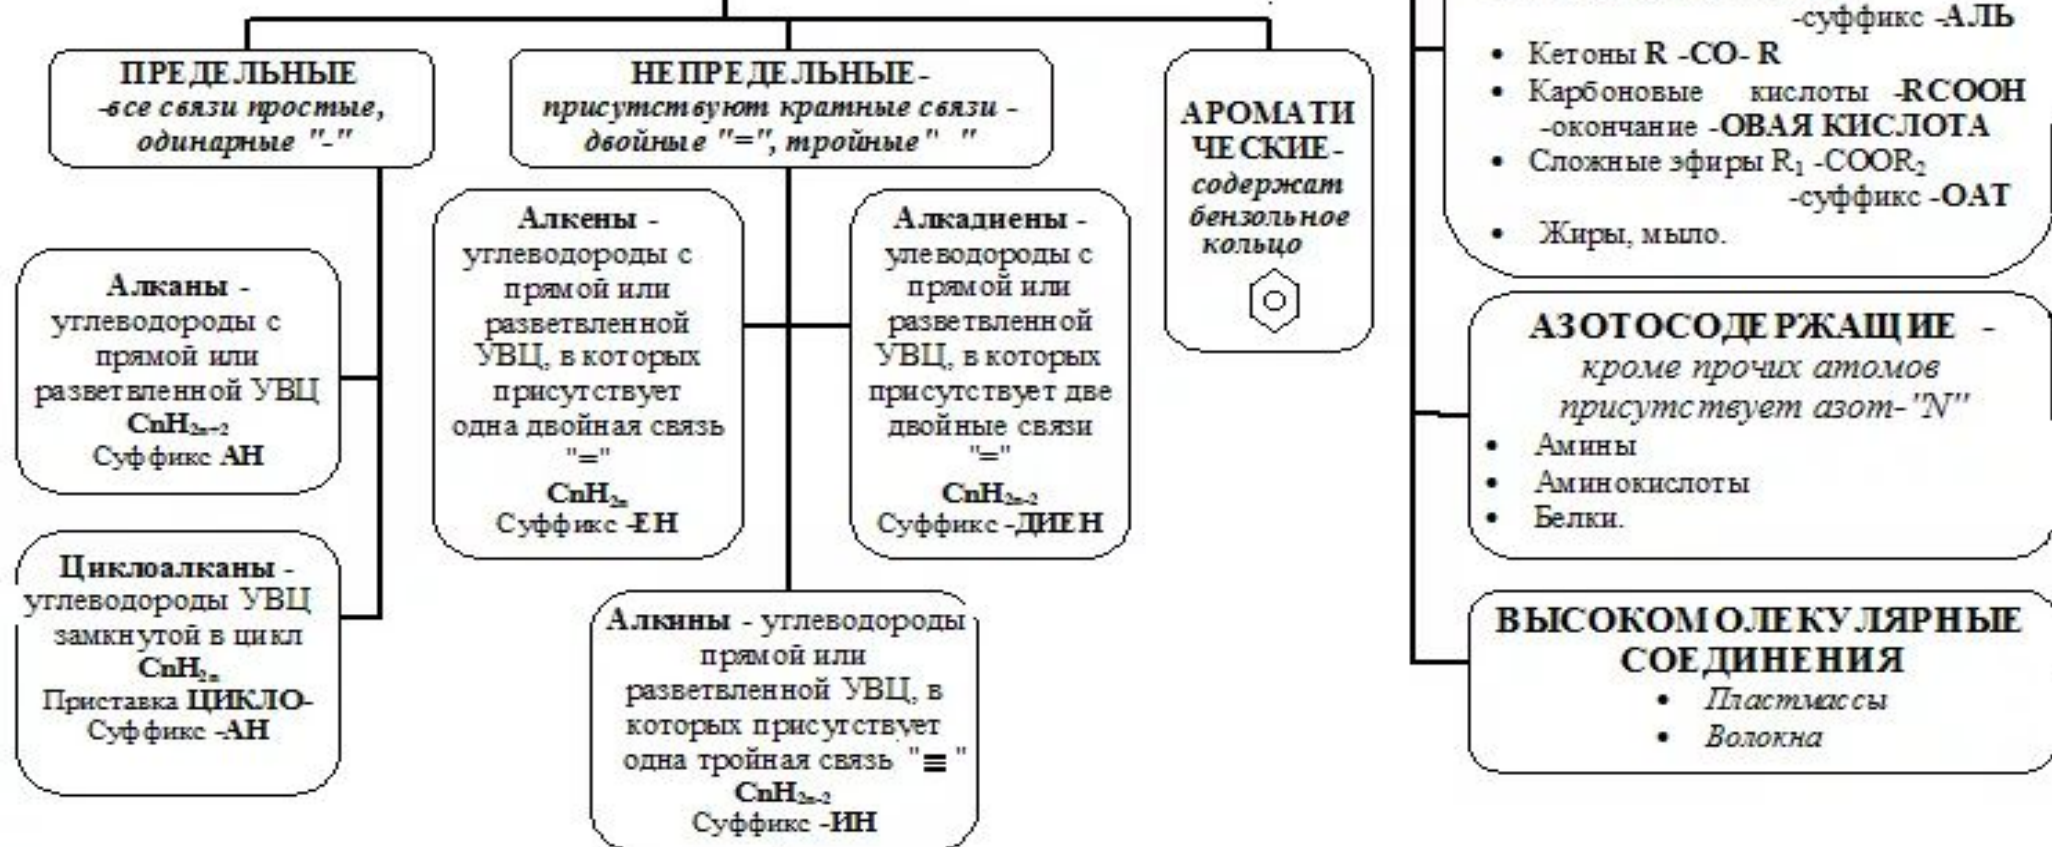 ПРЕДЕЛЬНЫЕ
-все связи простые,
одинарные "-"
НЕПРЕДЕЛЬНЫЕ-
присутствуют кратные связи -
двойные "=", тройные " "
АРОМАТИ
ЧЕСКИЕ-
содержат
бензольное
кольцо
Алканы -
углеводороды с
прямой или
разветвленной УВЦ
CnH₂ₙ₊₂
Суффикс АН
Циклоалканы -
углеводороды УВЦ
замкнутой в цикл
CnH₂ₙ
Приставка ЦИКЛО-
Суффикс -АН
Алкены -
углеводороды с
прямой или
разветвленной
УВЦ, в которых
присутствует
одна двойная связь
"="
CnH₂ₙ
Суффикс -ЕН
Алкадиены -
улеводороды с
прямой или
разветвленной
УВЦ, в которых
присутствует две
двойные связи
"="
CnH₂ₙ₋₂
Суффикс -ДИЕН
Алкины - углеводороды
прямой или
разветвленной УВЦ, в
которых присутствует
одна тройная связь "≡"
CnH₂ₙ₋₂
Суффикс -ИН
-суффикс -АЛЬ
• Кетоны R -CO- R
• Карбоновые кислоты -RCOOH
-окончание -ОВАЯ КИСЛОТА
• Сложные эфиры R₁ -COOR₂
-суффикс -ОАТ
• Жиры, мыло.
АЗОТОСОДЕРЖАЩИЕ -
кроме прочих атомов
присутствует азот-"N"
• Амины
• Аминокислоты
• Белки.
ВЫСОКОМОЛЕКУЛЯРНЫЕ
СОЕДИНЕНИЯ
• Пластмассы
• Волокна